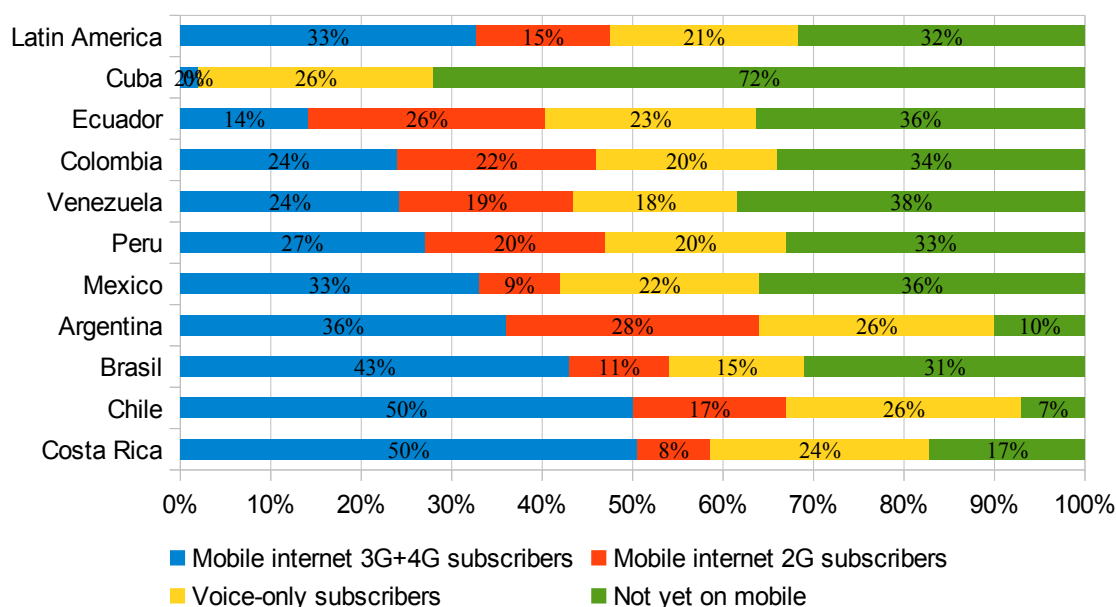 Latin America 33% 15% 21% 32%
Cuba 2% 0% 26% 72%
Ecuador 14% 26% 23% 36%
Colombia 24% 22% 20% 34%
Venezuela 24% 19% 18% 38%
Peru 27% 20% 20% 33%
Mexico 33% 9% 22% 36%
Argentina 36% 28% 26% 10%
Brasil 43% 11% 15% 31%
Chile 50% 17% 26% 7%
Costa Rica 50% 8% 24% 17%
0% 10% 20% 30% 40% 50% 60% 70% 80% 90% 100%
Mobile internet 3G+4G subscribers Mobile internet 2G subscribers
Voice-only subscribers Not yet on mobile